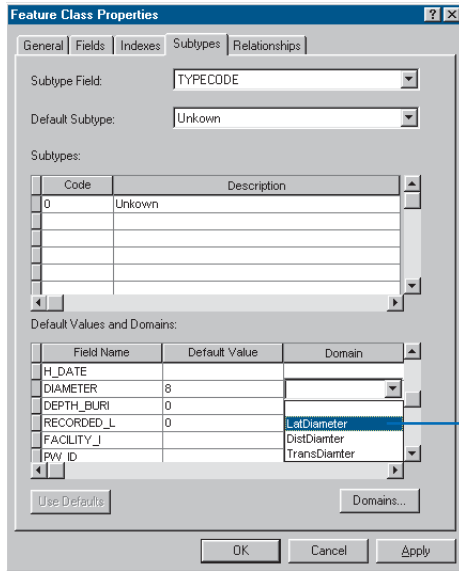 Feature Class Properties
General Fields Indexes Subtypes Relationships
Subtype Field: TYPECODE
Default Subtype: Unkown
Subtypes:
Code Description
0 Unkown
Default Values and Domains:
Field Name Default Value Domain
H_DATE
DIAMETER 8
DEPTH_BURI 0
RECORDED_L 0 LatDiameter
FACILITY_I DistDiamter
PW_ID TransDiamter
Use Defaults Domains...
OK Cancel Apply